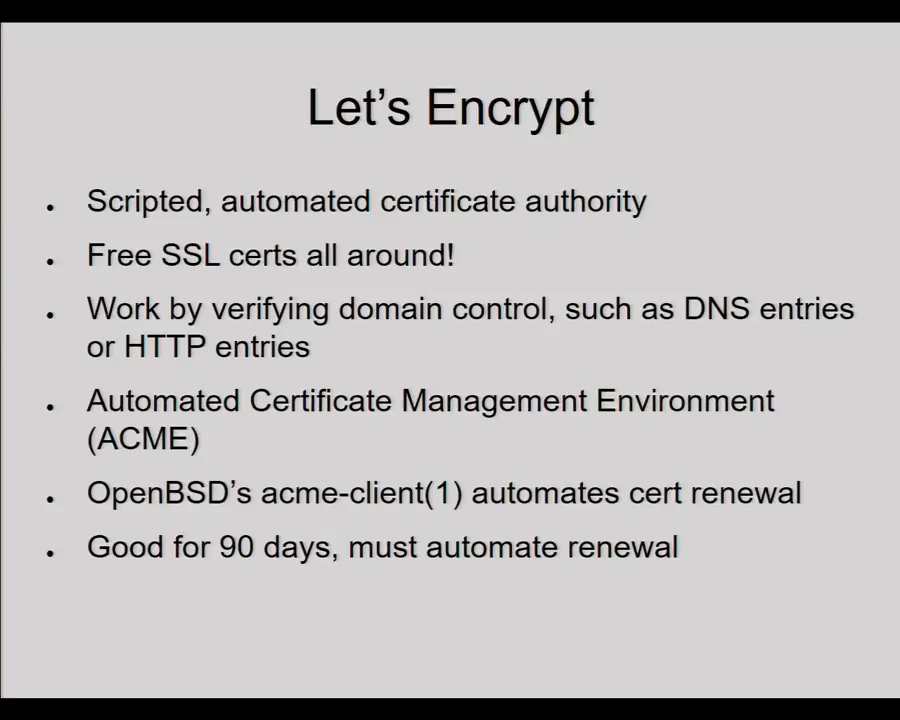 Let’s Encrypt
Scripted, automated certificate authority
Free SSL certs all around!
Work by verifying domain control, such as DNS entries
or HTTP entries
Automated Certificate Management Environment
(ACME)
OpenBSD’s acme-client(1) automates cert renewal
Good for 90 days, must automate renewal